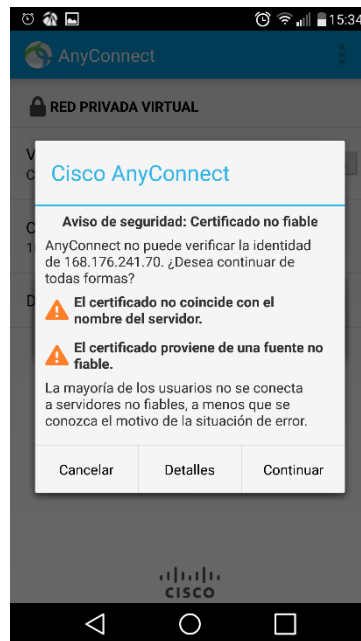 15:34
AnyConnect
RED PRIVADA VIRTUAL
V
C
Cisco AnyConnect
Aviso de seguridad: Certificado no fiable
AnyConnect no puede verificar la identidad
de 168.176.241.70. ¿Desea continuar de
todas formas?
El certificado no coincide con el
nombre del servidor.
El certificado proviene de una fuente no
fiable.
La mayoría de los usuarios no se conecta
a servidores no fiables, a menos que se
conozca el motivo de la situación de error.
C
1
D
Cancelar Detalles Continuar
CISCO